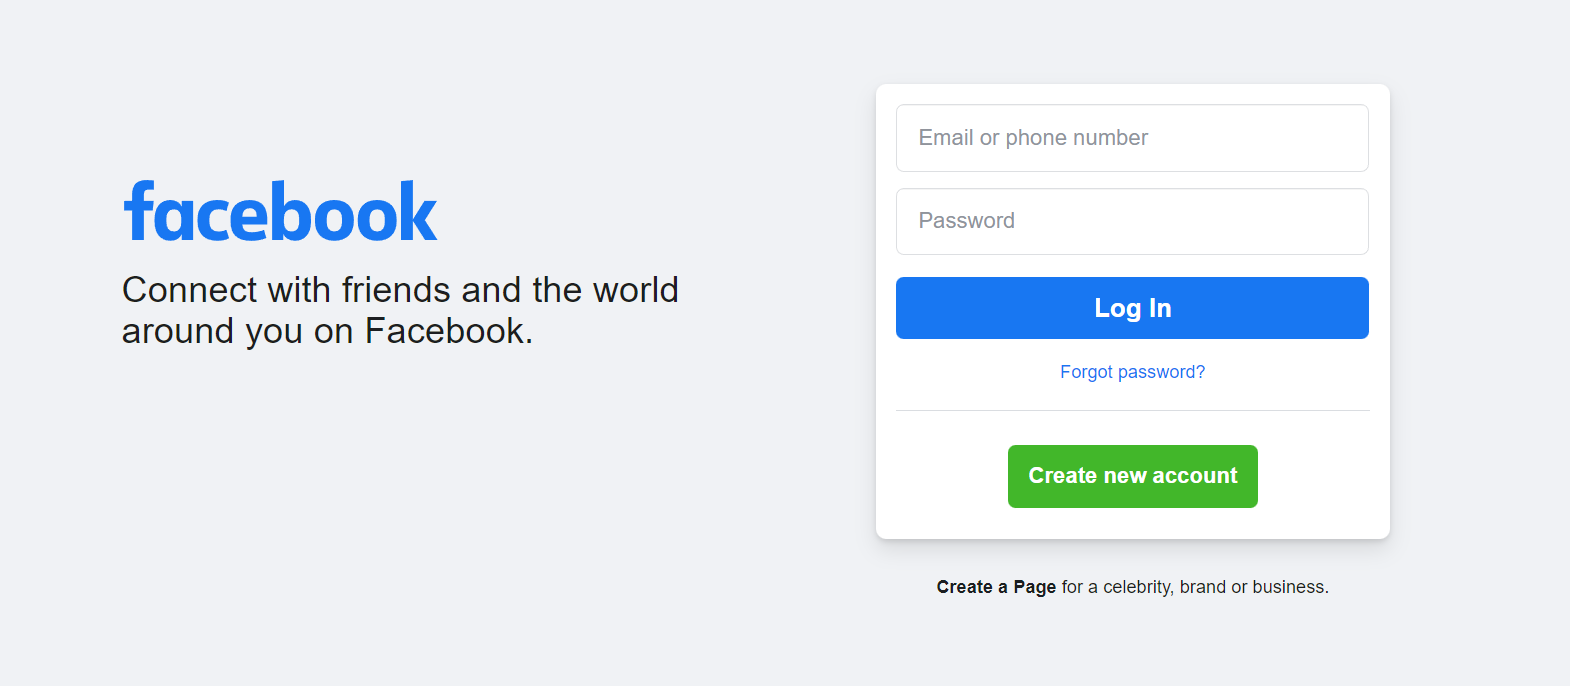 facebook
Connect with friends and the world
around you on Facebook.
Email or phone number
Password
Log In
Forgot password?
Create new account
Create a Page for a celebrity, brand or business.